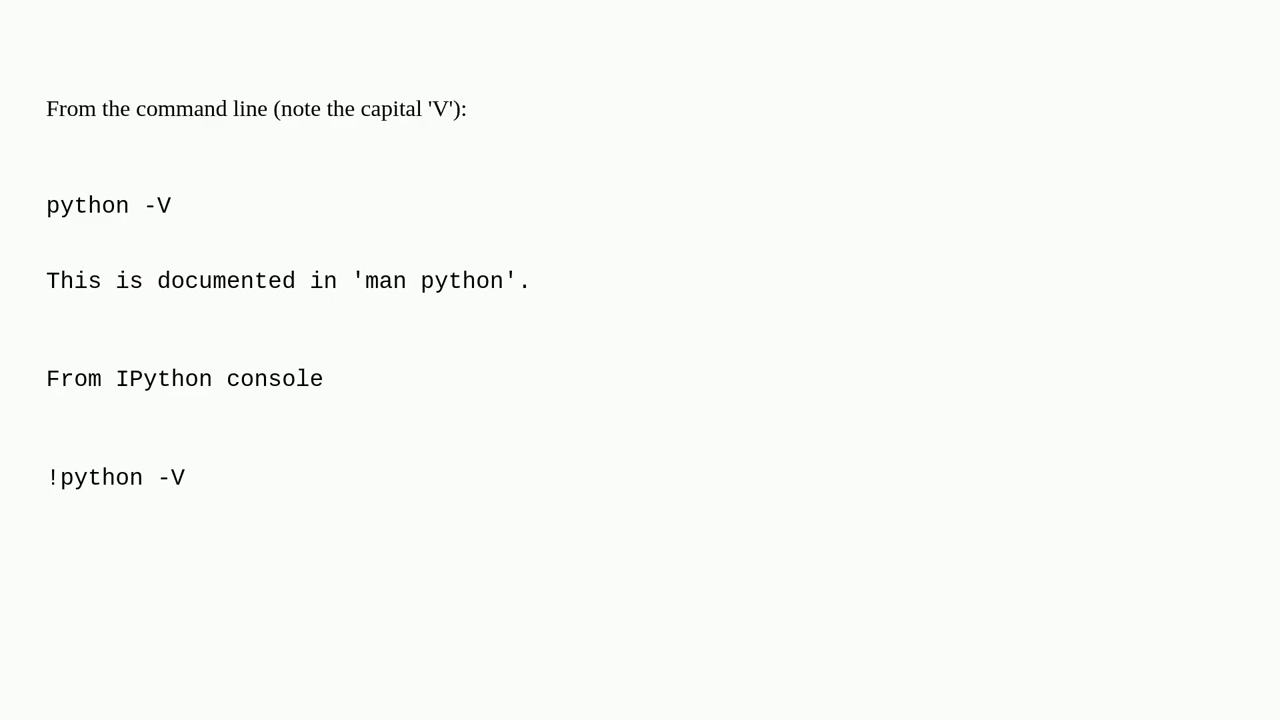 From the command line (note the capital 'V'):
python -V
This is documented in 'man python'.
From IPython console
!python -V